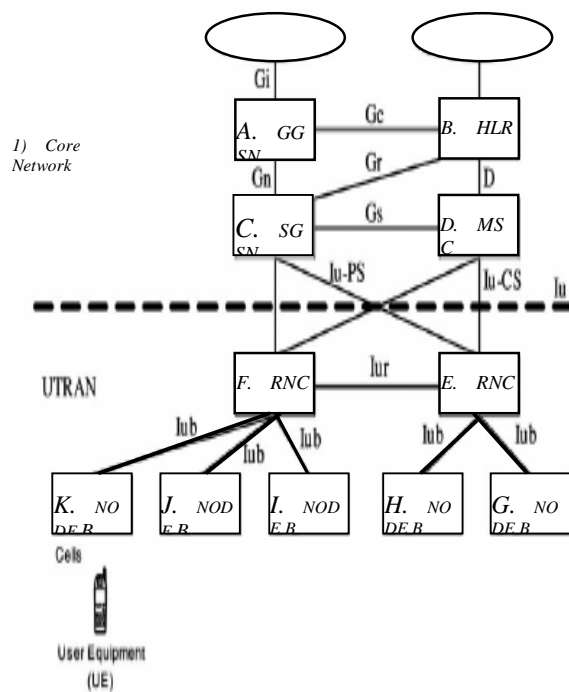 Gi
A. GG
SN
Gc
B. HLR
1) Core
Network
Gn
Gr
D
C. SG
SN
Gs
D. MS
C
Iu-PS
Iu-CS
Iu
UTRAN
F. RNC
Iur
E. RNC
Iub
Iub
Iub
Iub
Iub
K. NO
DE B
J. NOD
E B
I. NOD
E B
H. NO
DE B
G. NO
DE B
Cells
User Equipment
(UE)